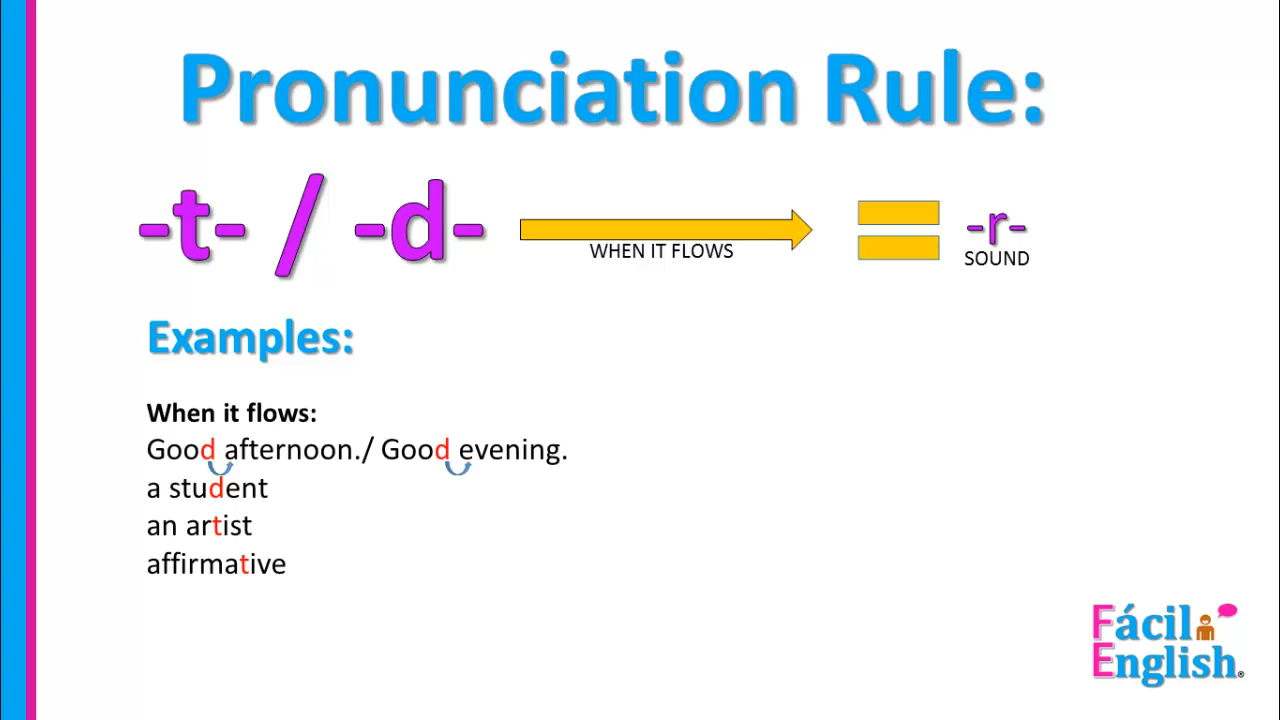 Pronunciation Rule:
-t- / -d-
WHEN IT FLOWS
-r-
SOUND
Examples:
When it flows:
Good afternoon./ Good evening.
a student
an artist
affirmative
Fácil
English®